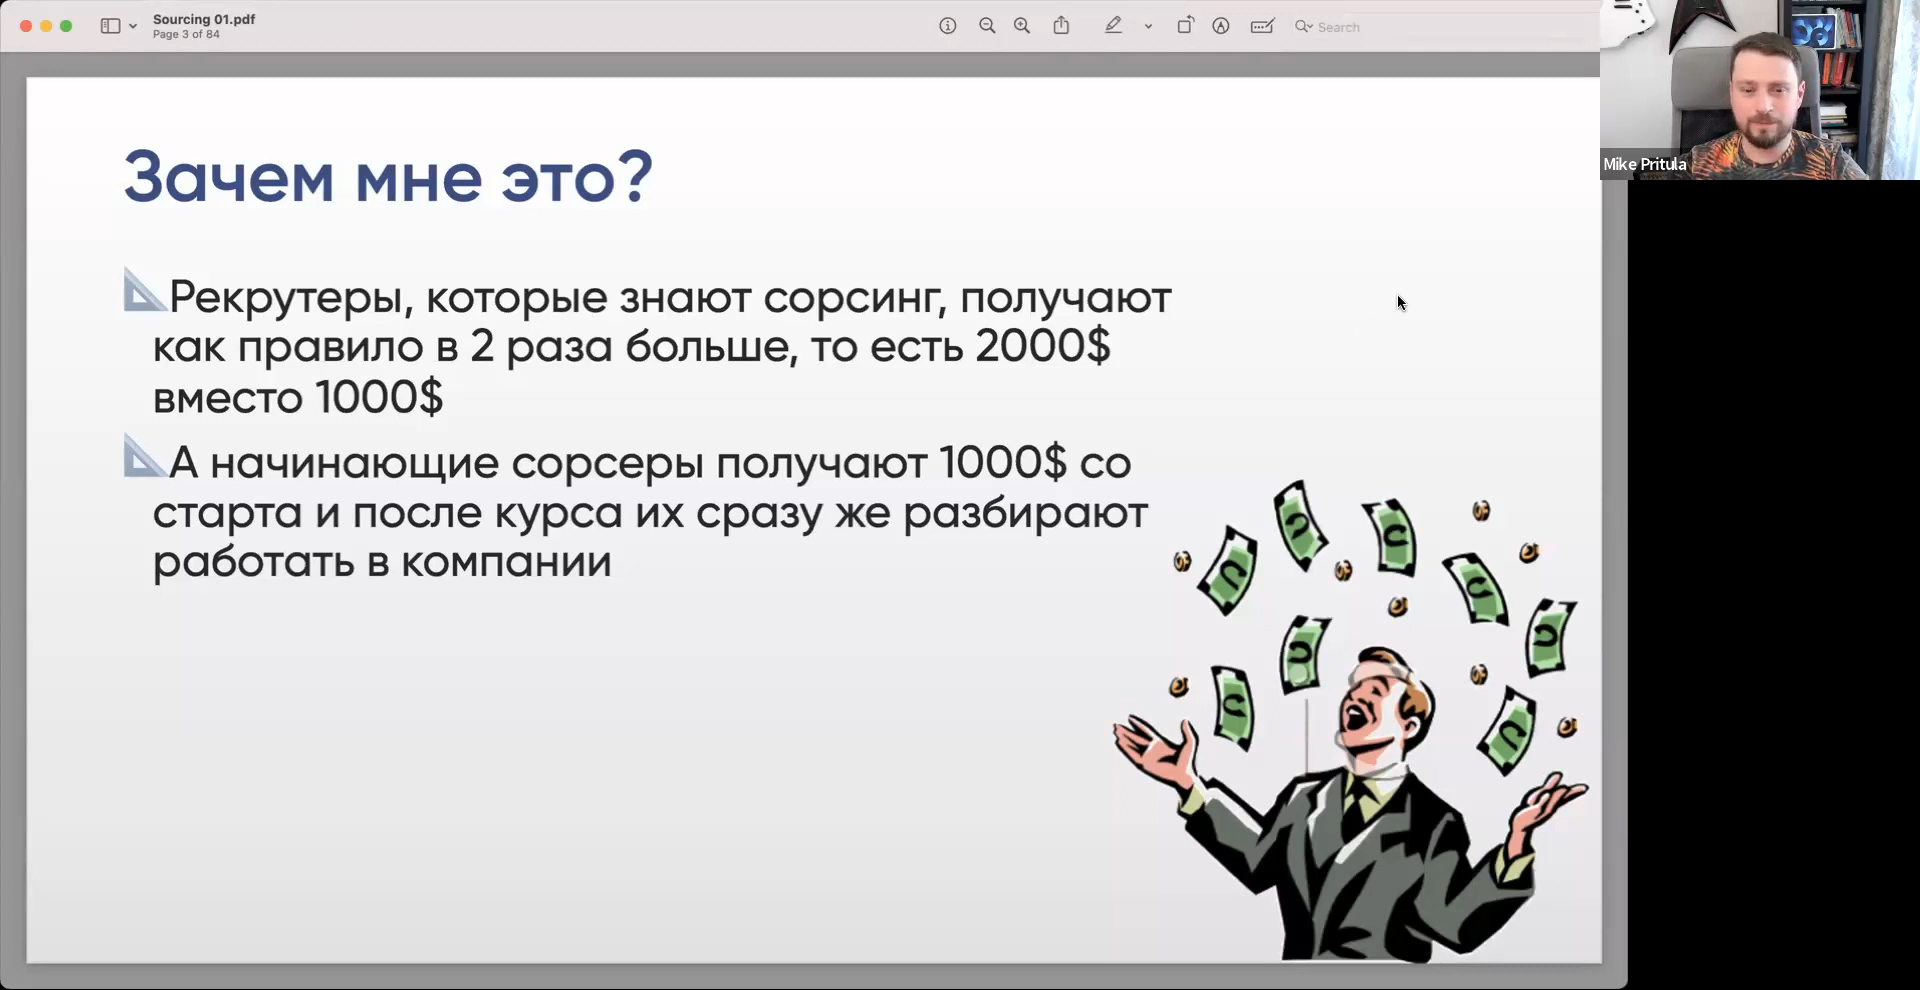 Sourcing 01.pdf
Page 3 of 84
Search
Mike Pritula
Зачем мне это?
Рекрутеры, которые знают сорсинг, получают
как правило в 2 раза больше, то есть 2000$
вместо 1000$
А начинающие сорсеры получают 1000$ со
старта и после курса их сразу же разбирают
работать в компании